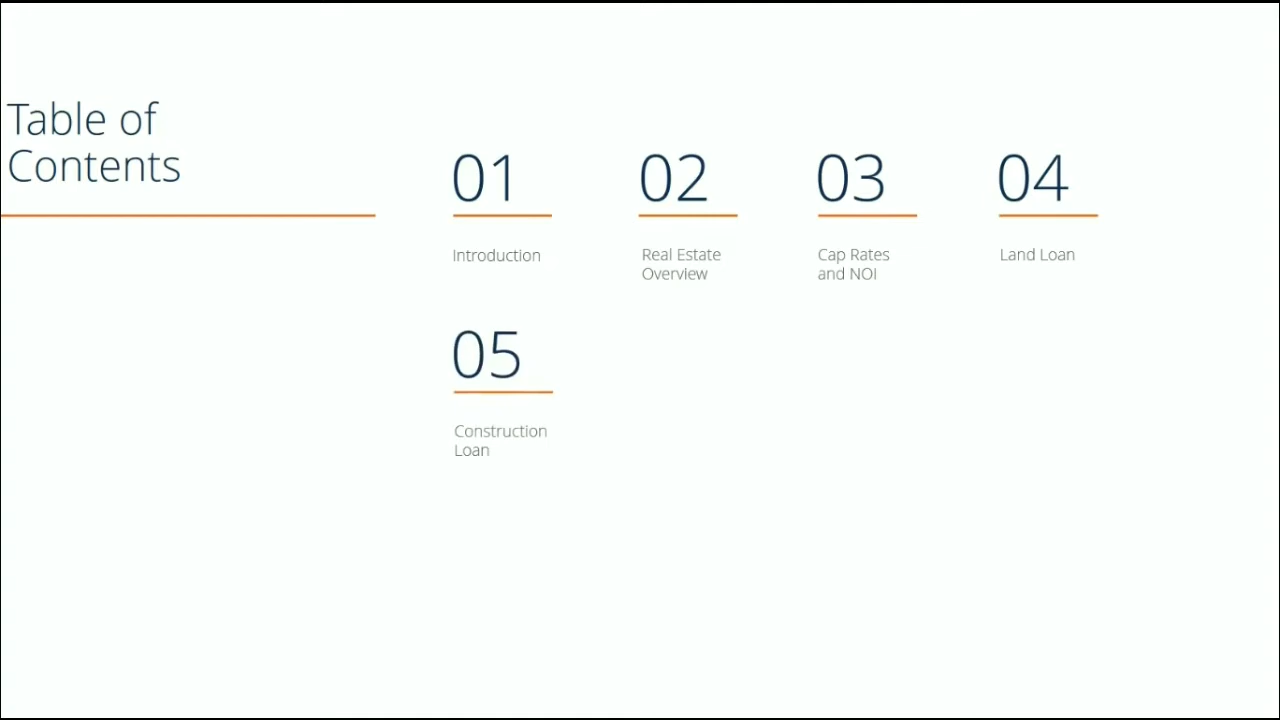 Table of
Contents
01
Introduction
02
Real Estate
Overview
03
Cap Rates
and NOI
04
Land Loan
05
Construction
Loan